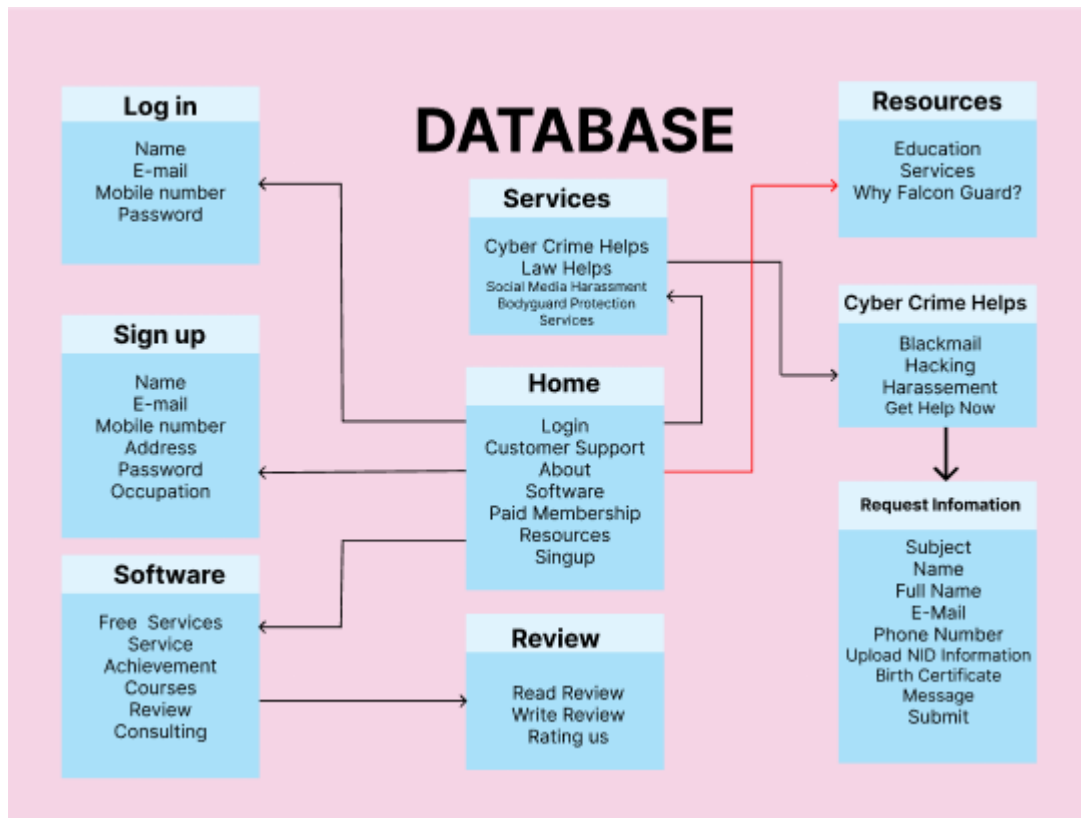 DATABASE
Log in
Name
E-mail
Mobile number
Password
Sign up
Name
E-mail
Mobile number
Address
Password
Occupation
Software
Free Services
Service
Achievement
Courses
Review
Consulting
Services
Cyber Crime Helps
Law Helps
Social Media Harassment
Bodyguard Protection
Services
Home
Login
Customer Support
About
Software
Paid Membership
Resources
Singup
Review
Read Review
Write Review
Rating us
Resources
Education
Services
Why Falcon Guard?
Cyber Crime Helps
Blackmail
Hacking
Harassement
Get Help Now
Request Infomation
Subject
Name
Full Name
E-Mail
Phone Number
Upload NID Information
Birth Certificate
Message
Submit